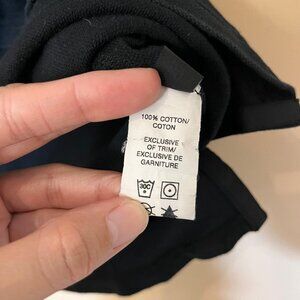 100% COTTON/
COTON
EXCLUSIVE
OF TRIM/
EXCLUSIVE DE
GARNITURE
30C